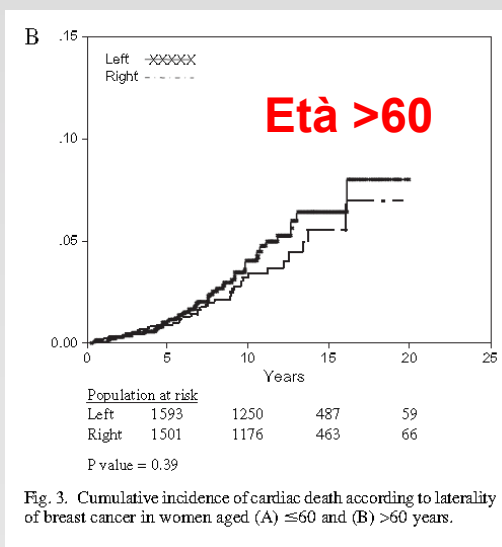 B
.15
Left
Right
Età >60
.10
.05
0.00
0 5 10 15 20 25
Years
Population at risk
Left 1593 1250 487 59
Right 1501 1176 463 66
P value = 0.39
Fig. 3. Cumulative incidence of cardiac death according to laterality
of breast cancer in women aged (A) ≤60 and (B) >60 years.